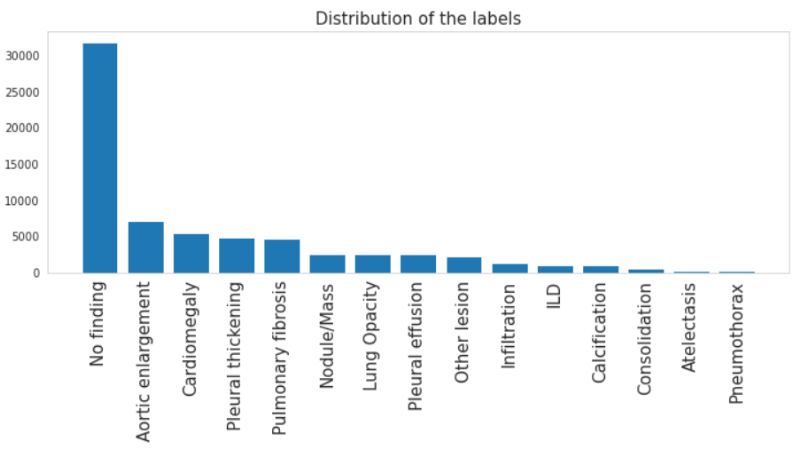 Distribution of the labels
30000
25000
20000
15000
10000
5000
0
No finding
Aortic enlargement
Cardiomegaly
Pleural thickening
Pulmonary fibrosis
Nodule/Mass
Lung Opacity
Pleural effusion
Other lesion
Infiltration
ILD
Calcification
Consolidation
Atelectasis
Pneumothorax